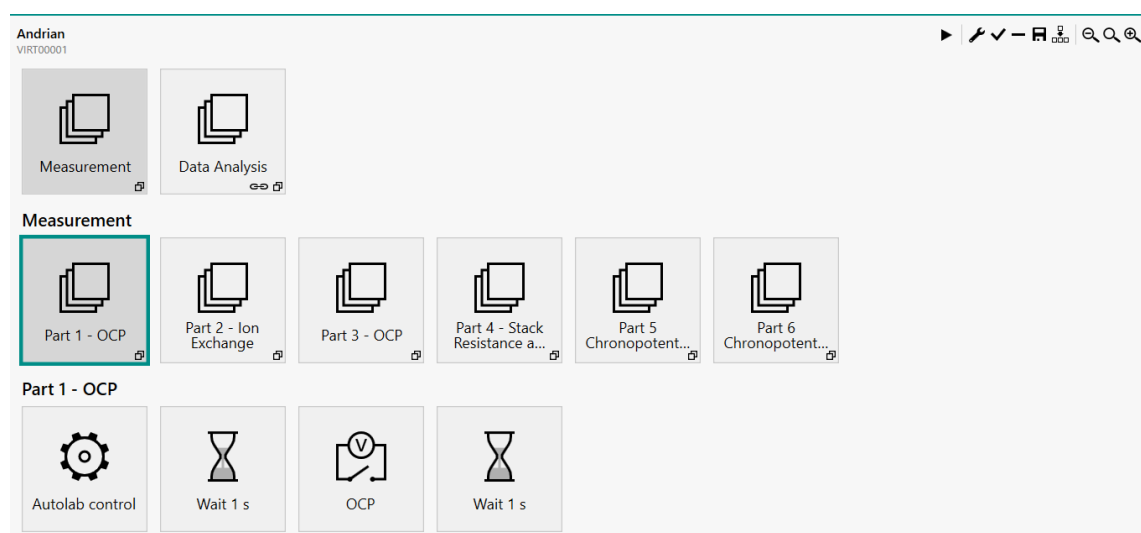 Andrian
VIRT00001
Measurement
Data Analysis
Measurement
Part 1 - OCP
Part 2 - Ion
Exchange
Part 3 - OCP
Part 4 - Stack
Resistance a...
Part 5
Chronopotent...
Part 6
Chronopotent...
Part 1 - OCP
Autolab control
Wait 1 s
V
OCP
Wait 1 s